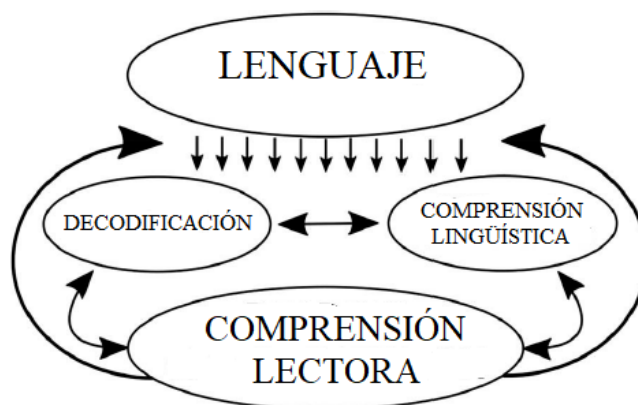 LENGUAJE
DECODIFICACIÓN
COMPRENSIÓN
LINGÜÍSTICA
COMPRENSIÓN
LECTORA